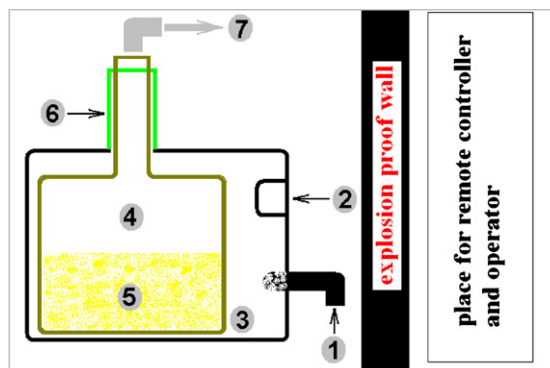 7
6
4
2
5
3
1
explosion proof wall
place for remote controller
and operator